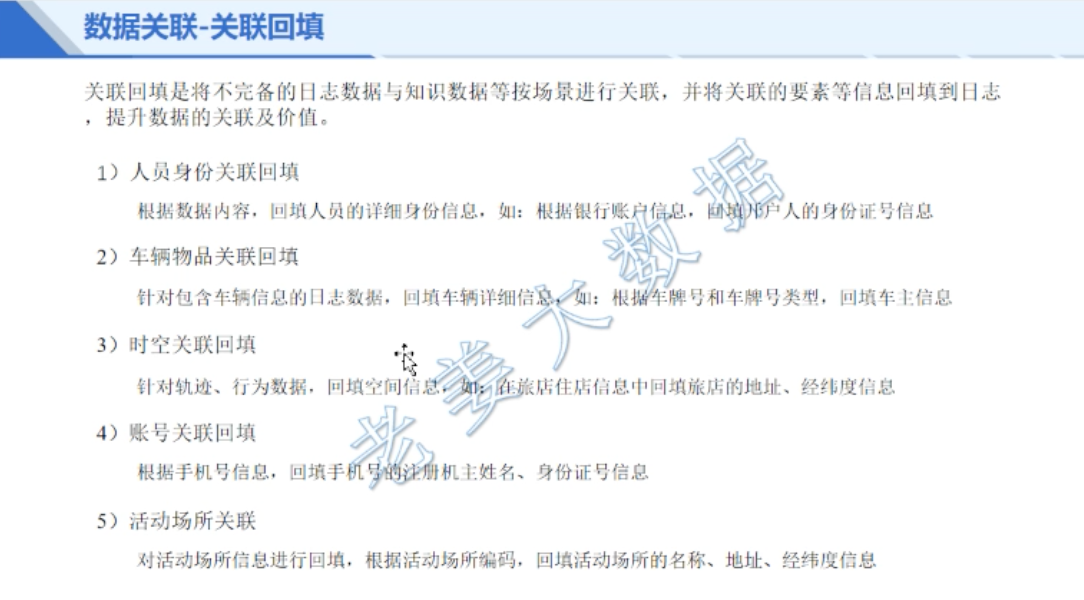 数据关联-关联回填
关联回填是将不完备的日志数据与知识数据等按场景进行关联，并将关联的要素等信息回填到日志
，提升数据的关联及价值。
1）人员身份关联回填
根据数据内容，回填人员的详细身份信息，如：根据银行账户信息，回填开户人的身份证号信息
2）车辆物品关联回填
针对包含车辆信息的日志数据，回填车辆详细信息，如：根据车牌号和车牌号类型，回填车主信息
3）时空关联回填
针对轨迹、行为数据，回填空间信息，如：在旅店住店信息中回填旅店的地址、经纬度信息
4）账号关联回填
根据手机号信息，回填手机号的注册机主姓名、身份证号信息
5）活动场所关联
对活动场所信息进行回填，根据活动场所编码，回填活动场所的名称、地址、经纬度信息
老姜大数据